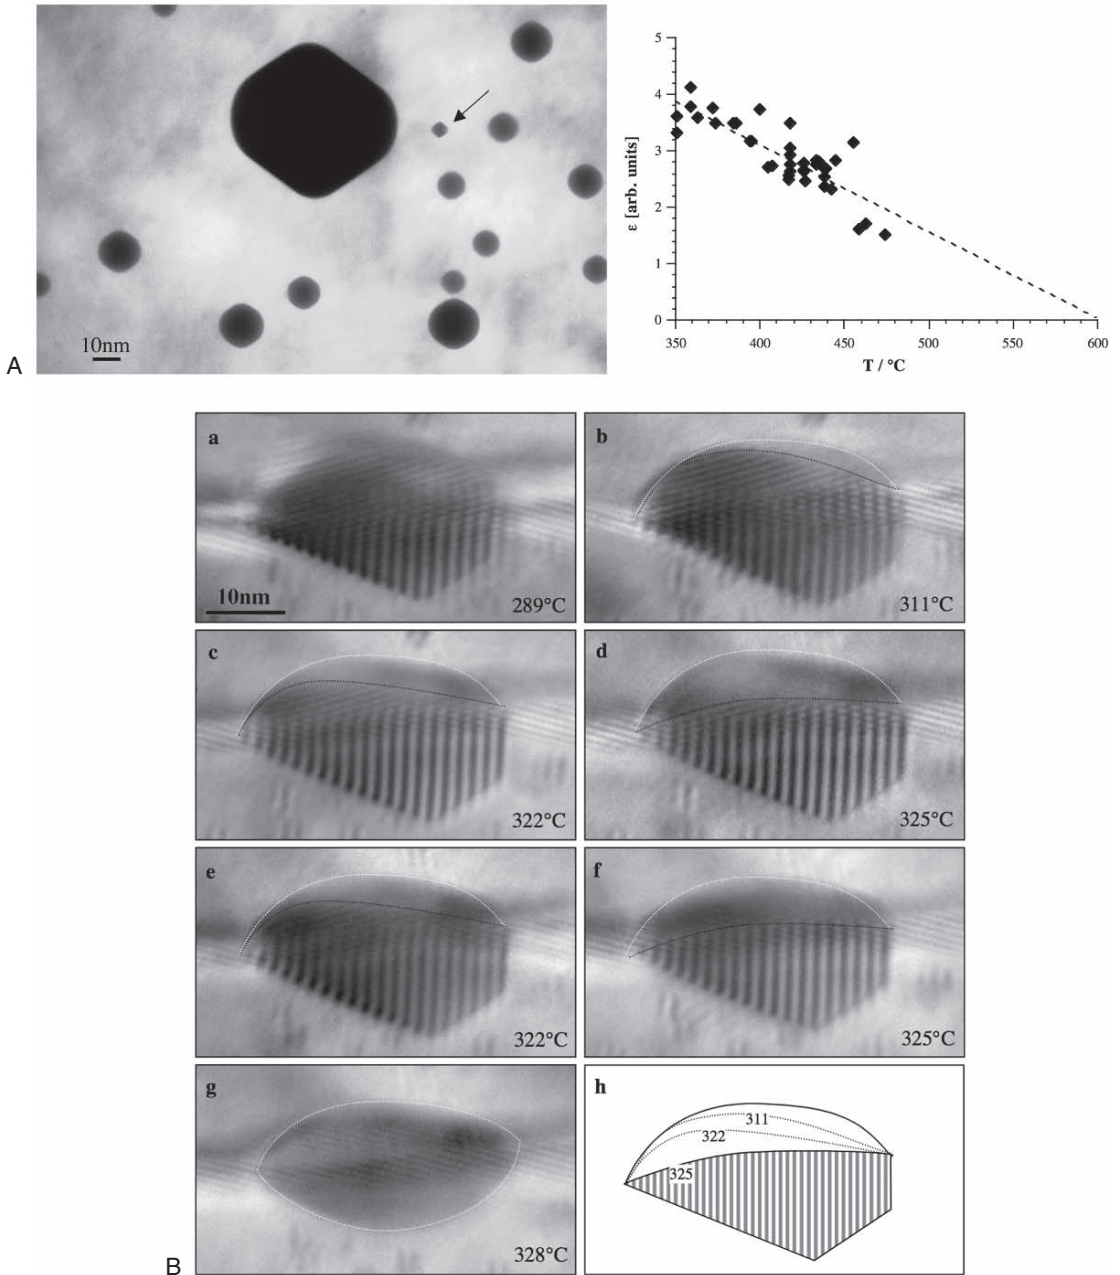 10nm
A
5
4
3
2
1
0
ε [arb. units]
350
400
450
500
550
600
T / °C
a
10nm
289°C
b
311°C
c
322°C
d
325°C
e
322°C
f
325°C
g
328°C
h
311
322
325
B